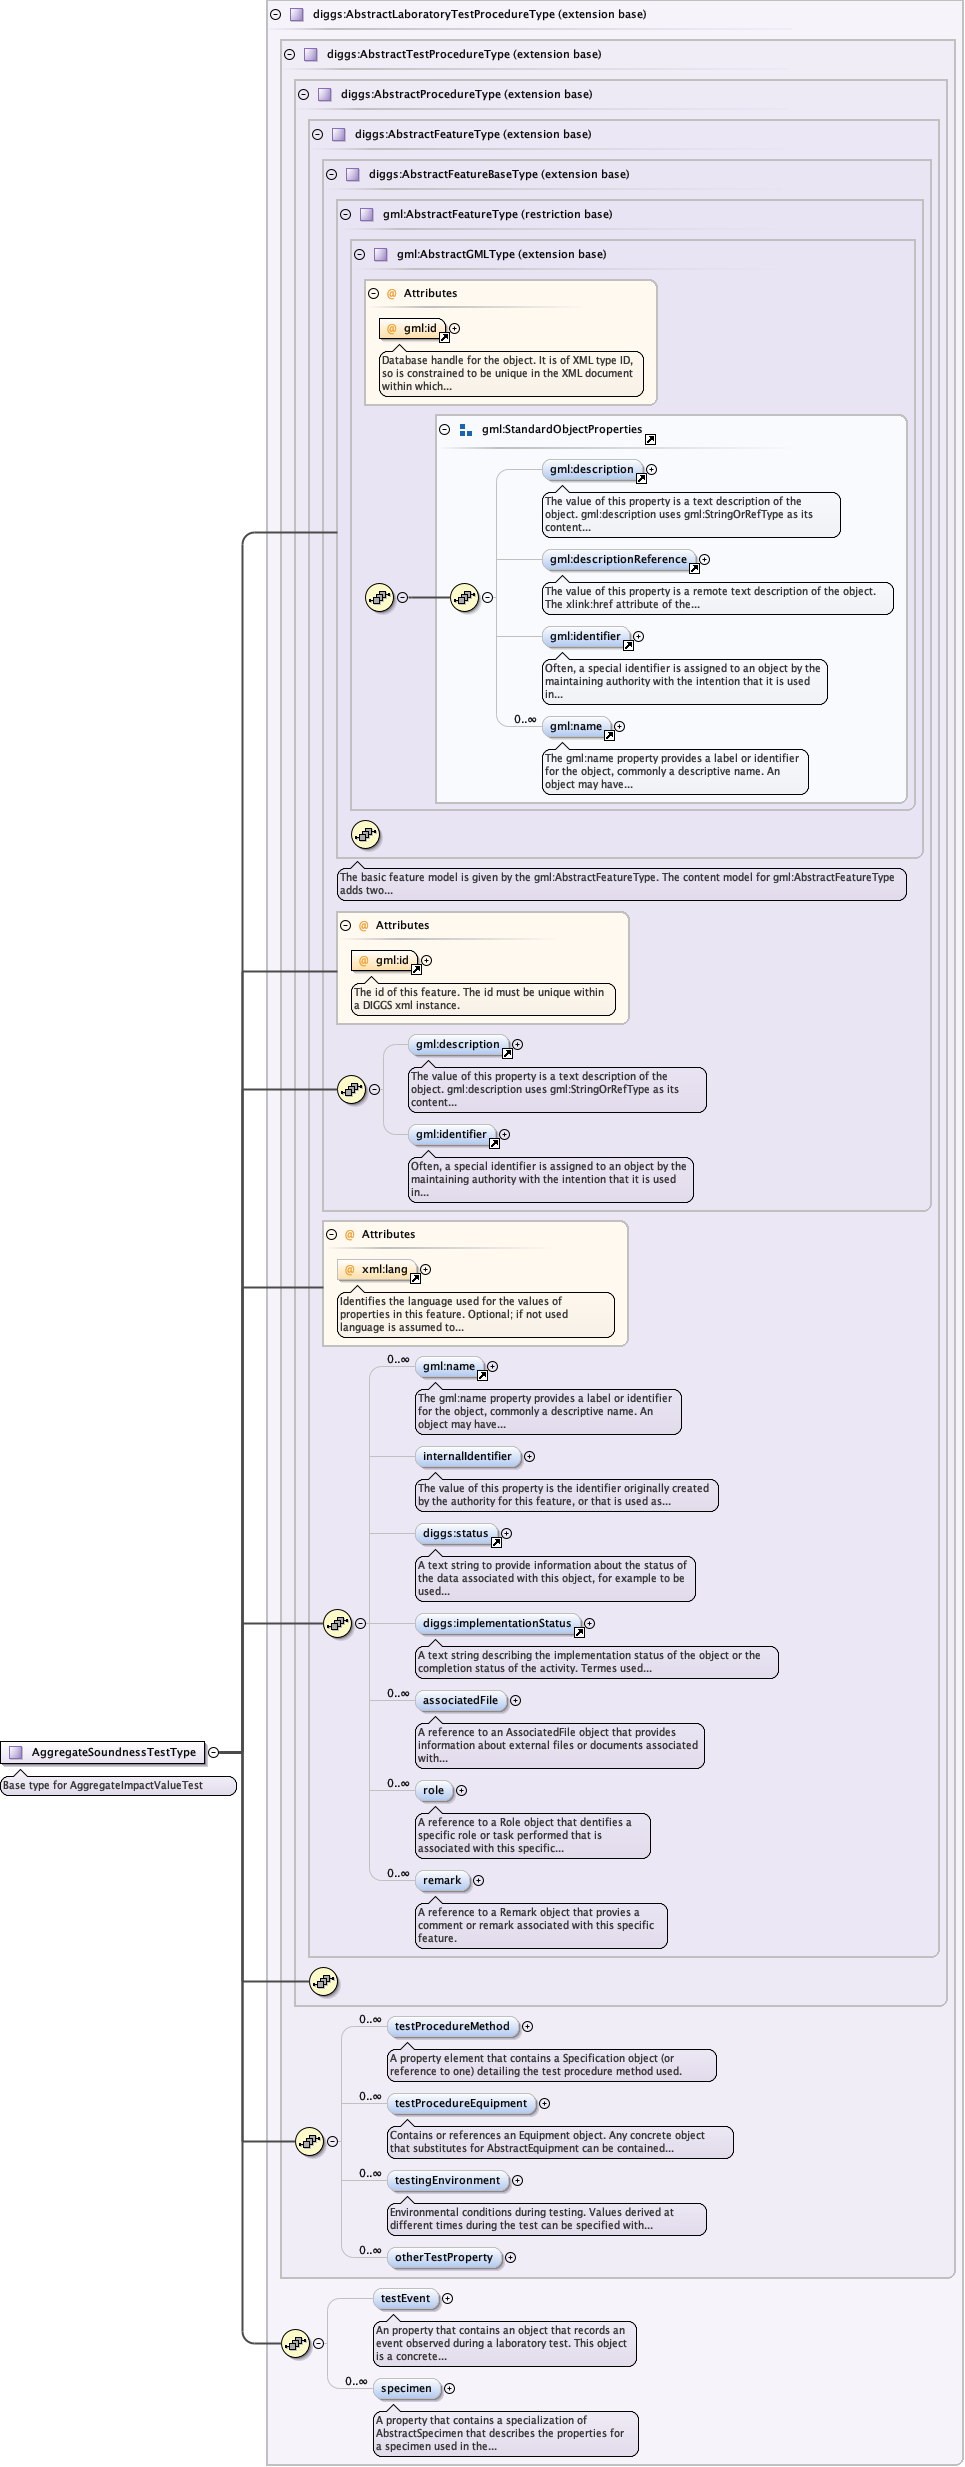 diggs:AbstractLaboratoryTestProcedureType (extension base)
diggs:AbstractTestProcedureType (extension base)
diggs:AbstractProcedureType (extension base)
diggs:AbstractFeatureType (extension base)
diggs:AbstractFeatureBaseType (extension base)
gml:AbstractFeatureType (restriction base)
gml:AbstractGMLType (extension base)
@ Attributes
@ gml:id
Database handle for the object. It is of XML type ID,
so is constrained to be unique in the XML document
within which...
gml:StandardObjectProperties
gml:description
The value of this property is a text description of the
object. gml:description uses gml:StringOrRefType as its
content...
gml:descriptionReference
The value of this property is a remote text description of the object.
The xlink:href attribute of the...
gml:identifier
Often, a special identifier is assigned to an object by the
maintaining authority with the intention that it is used
in...
0..∞
gml:name
The gml:name property provides a label or identifier
for the object, commonly a descriptive name. An
object may have...
The basic feature model is given by the gml:AbstractFeatureType. The content model for gml:AbstractFeatureType
adds two...
@ Attributes
@ gml:id
The id of this feature. The id must be unique within
a DIGGS xml instance.
gml:description
The value of this property is a text description of the
object. gml:description uses gml:StringOrRefType as its
content...
gml:identifier
Often, a special identifier is assigned to an object by the
maintaining authority with the intention that it is used
in...
@ Attributes
@ xml:lang
Identifies the language used for the values of
properties in this feature. Optional; if not used
language is assumed to...
0..∞
gml:name
The gml:name property provides a label or identifier
for the object, commonly a descriptive name. An
object may have...
internalIdentifier
The value of this property is the identifier originally created
by the authority for this feature, or that is used as...
diggs:status
A text string to provide information about the status of
the data associated with this object, for example to be
used...
diggs:implementationStatus
A text string describing the implementation status of the object or the
completion status of the activity. Termes used...
0..∞
associatedFile
A reference to an AssociatedFile object that provides
information about external files or documents associated
with...
AggregateSoundnessTestType
Base type for AggregateImpactValueTest
0..∞
role
A reference to a Role object that dentifies a
specific role or task performed that is
associated with this specific...
0..∞
remark
A reference to a Remark object that provies a
comment or remark associated with this specific
feature.
0..∞
testProcedureMethod
A property element that contains a Specification object (or
reference to one) detailing the test procedure method used.
0..∞
testProcedureEquipment
Contains or references an Equipment object. Any concrete object
that substitutes for AbstractEquipment can be contained...
0..∞
testingEnvironment
Environmental conditions during testing. Values derived at
different times during the test can be specified with...
0..∞
otherTestProperty
testEvent
An property that contains an object that records an
event observed during a laboratory test. This object
is a concrete...
0..∞
specimen
A property that contains a specialization of
AbstractSpecimen that describes the properties for
a specimen used in the...